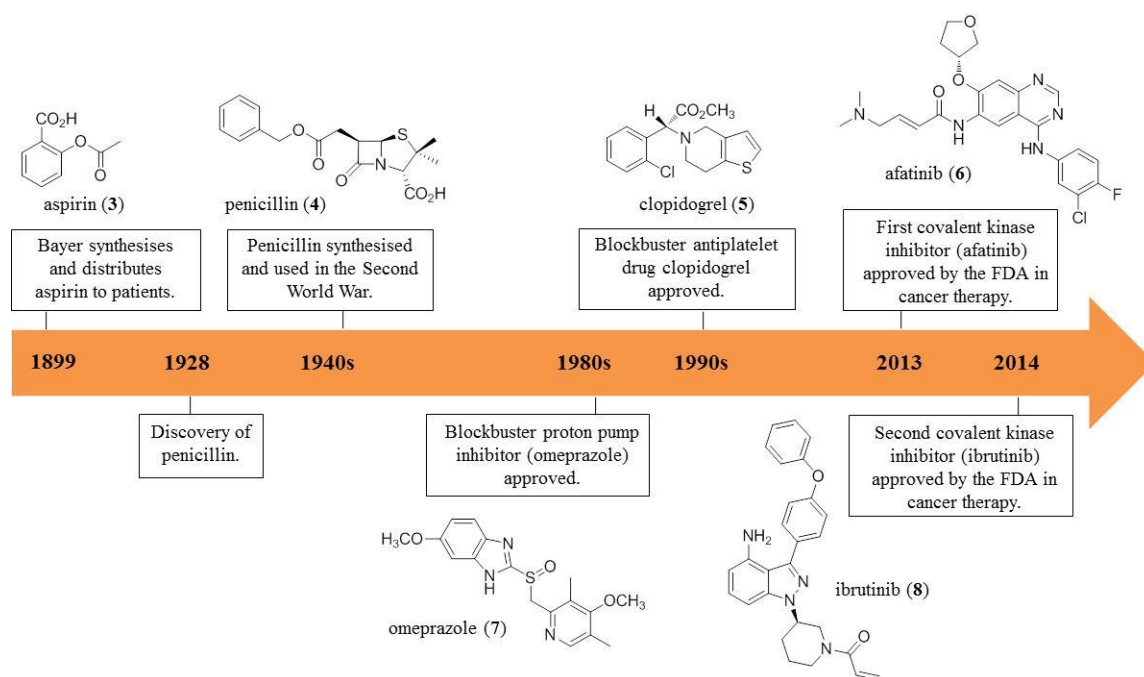 CO₂H
O
O
aspirin (3)
Bayer synthesises
and distributes
aspirin to patients.
O
O
H
H
S
O
N
CO₂H
penicillin (4)
Penicillin synthesised
and used in the Second
World War.
H
CO₂CH₃
N
Cl
S
clopidogrel (5)
Blockbuster antiplatelet
drug clopidogrel
approved.
O
O
O
N
N
H
N
N
HN
F
Cl
afatinib (6)
First covalent kinase
inhibitor (afatinib)
approved by the FDA in
cancer therapy.
1899
1928
1940s
1980s
1990s
2013
2014
Discovery of
penicillin.
Blockbuster proton pump
inhibitor (omeprazole)
approved.
Second covalent kinase
inhibitor (ibrutinib)
approved by the FDA in
cancer therapy.
H₃CO
N
N
H
S
O
OCH₃
N
omeprazole (7)
O
NH₂
N
N
N
O
ibrutinib (8)